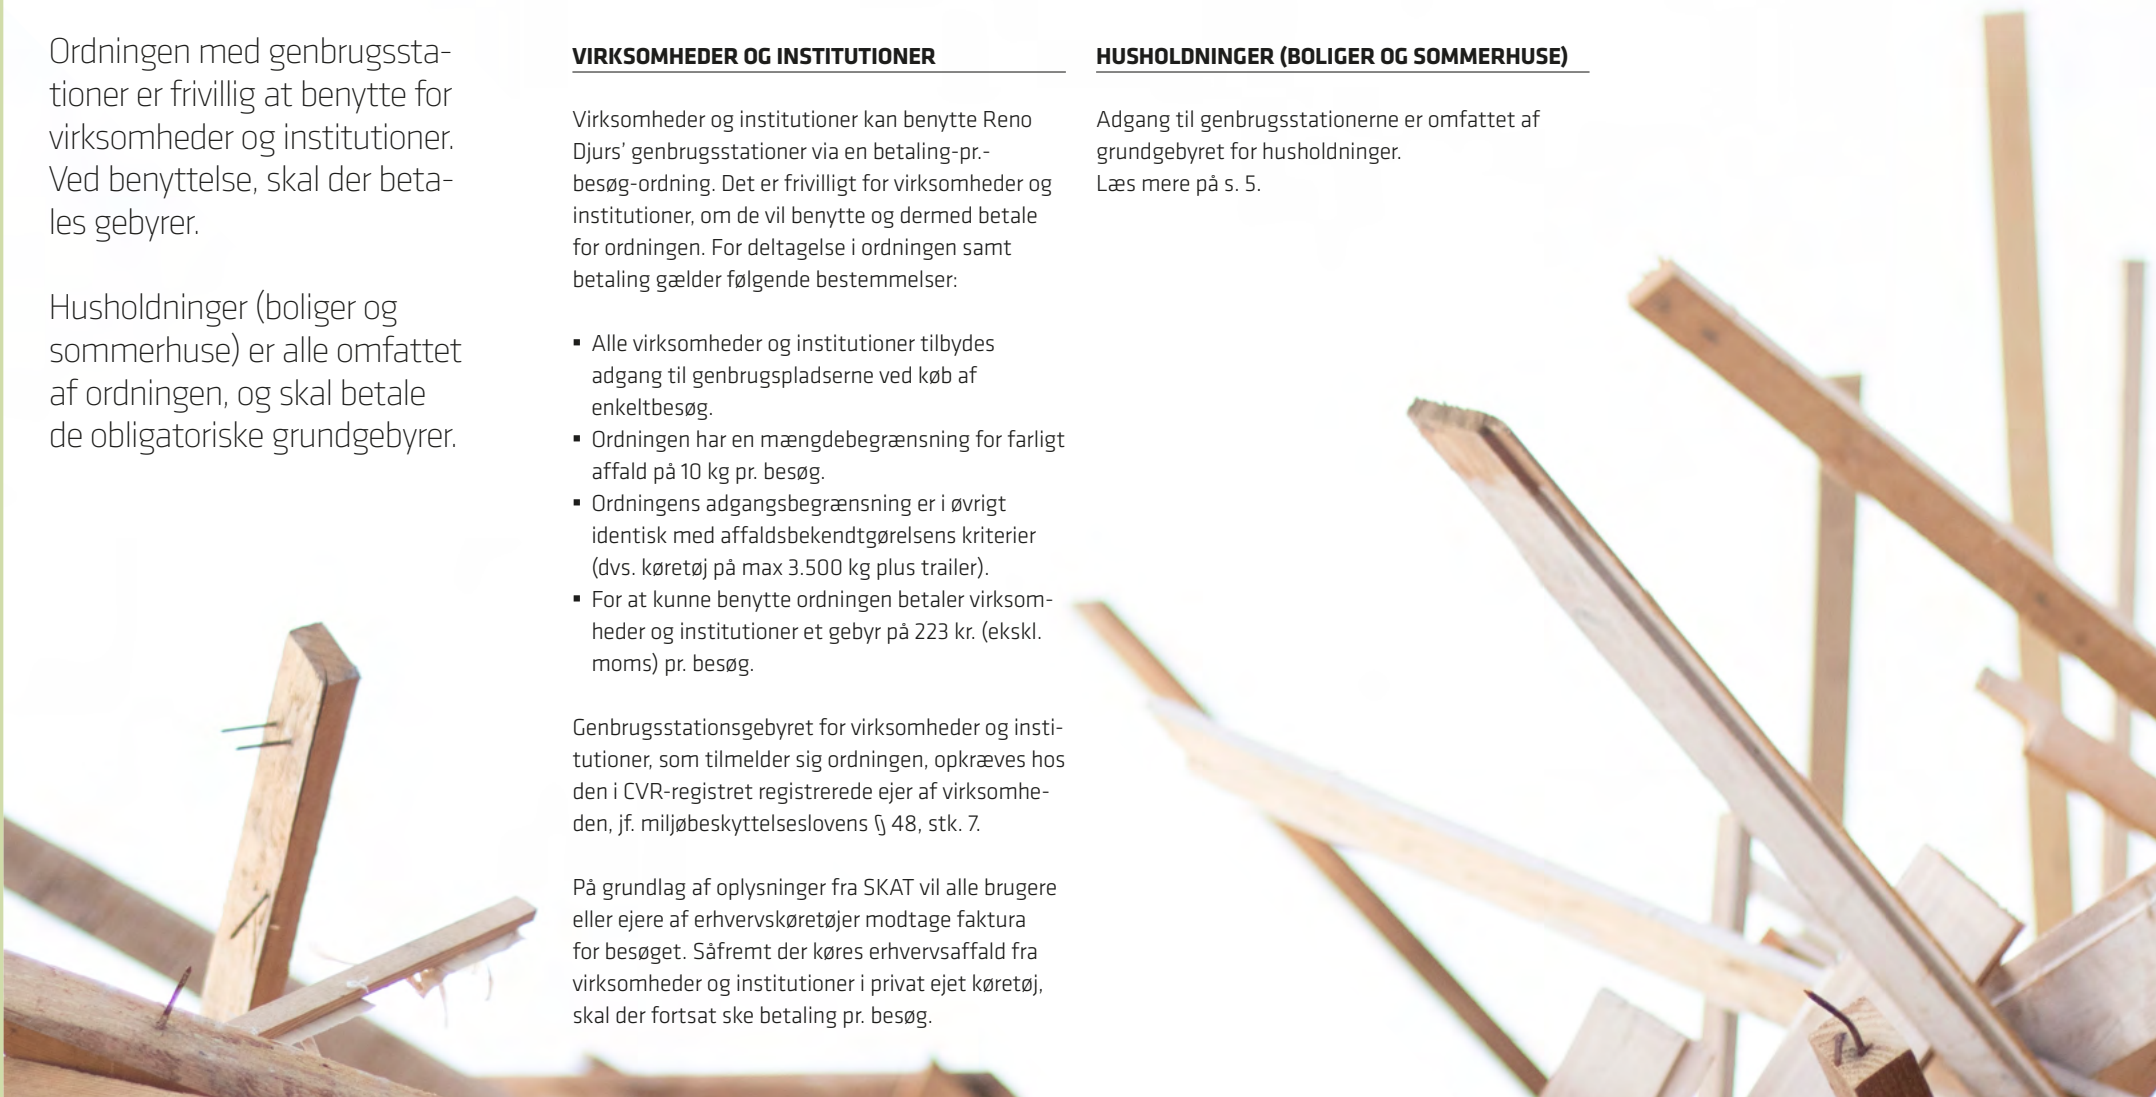 Ordningen med genbrugssta-
tioner er frivillig at benytte for
virksomheder og institutioner.
Ved benyttelse, skal der beta-
les gebyrer.
Husholdninger (boliger og
sommerhuse) er alle omfattet
af ordningen, og skal betale
de obligatoriske grundgebyrer.
VIRKSOMHEDER OG INSTITUTIONER
Virksomheder og institutioner kan benytte Reno
Djurs’ genbrugsstationer via en betaling-pr.-
besøg-ordning. Det er frivilligt for virksomheder og
institutioner, om de vil benytte og dermed betale
for ordningen. For deltagelse i ordningen samt
betaling gælder følgende bestemmelser:
▪ Alle virksomheder og institutioner tilbydes
adgang til genbrugspladserne ved køb af
enkeltbesøg.
▪ Ordningen har en mængdebegrænsning for farligt
affald på 10 kg pr. besøg.
▪ Ordningens adgangsbegrænsning er i øvrigt
identisk med affaldsbekendtgørelsens kriterier
(dvs. køretøj på max 3.500 kg plus trailer).
▪ For at kunne benytte ordningen betaler virksom-
heder og institutioner et gebyr på 223 kr. (ekskl.
moms) pr. besøg.
Genbrugsstationsgebyret for virksomheder og insti-
tutioner, som tilmelder sig ordningen, opkræves hos
den i CVR-registret registrerede ejer af virksomhe-
den, jf. miljøbeskyttelseslovens § 48, stk. 7.
På grundlag af oplysninger fra SKAT vil alle brugere
eller ejere af erhvervskøretøjer modtage faktura
for besøget. Såfremt der køres erhvervsaffald fra
virksomheder og institutioner i privat ejet køretøj,
skal der fortsat ske betaling pr. besøg.
HUSHOLDNINGER (BOLIGER OG SOMMERHUSE)
Adgang til genbrugsstationerne er omfattet af
grundgebyret for husholdninger.
Læs mere på s. 5.